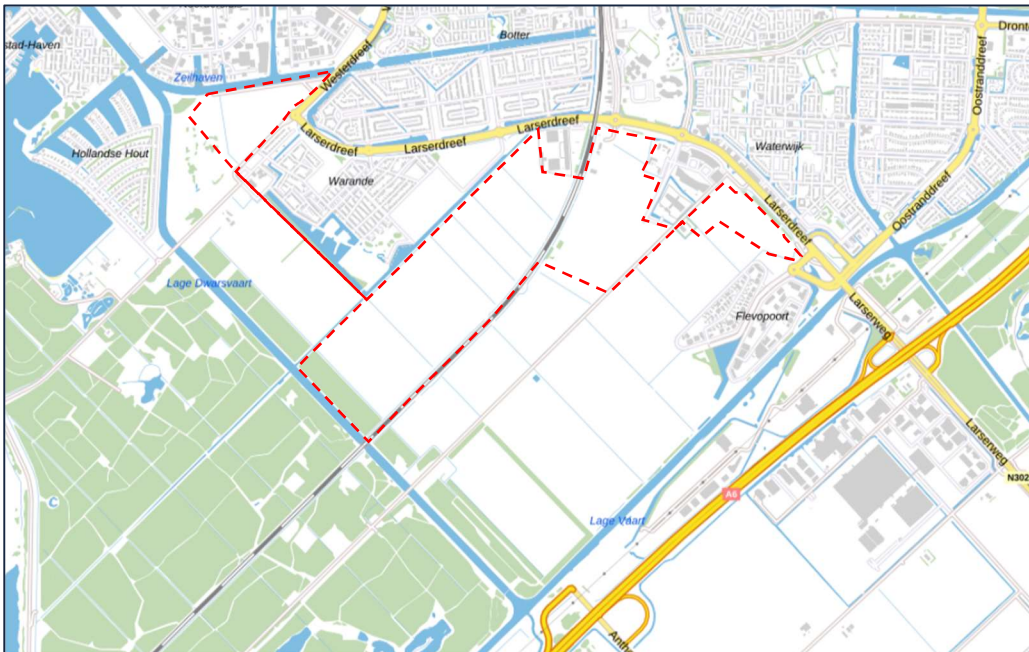 Botter
Dront
stad-Haven
Zeilhaven
Westerdreef
Oostranddreef
Larserdreef
Larserdreef
Larserdreef
Waterwijk
Hollandse Hout
Warande
Larserdreef
Oostranddreef
Lage Dwarsvaart
Flevopoort
Larserweg
Larserweg
N302
A6
Lage Vaart
Anth